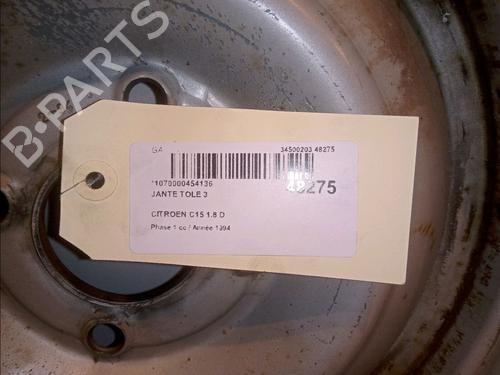 B-PARTS
GA 34500203 48275
*1070000454136 48275
JANTE TOLE 3
CITROEN C15 1.8 D
Phase 1 cc / Année 1994